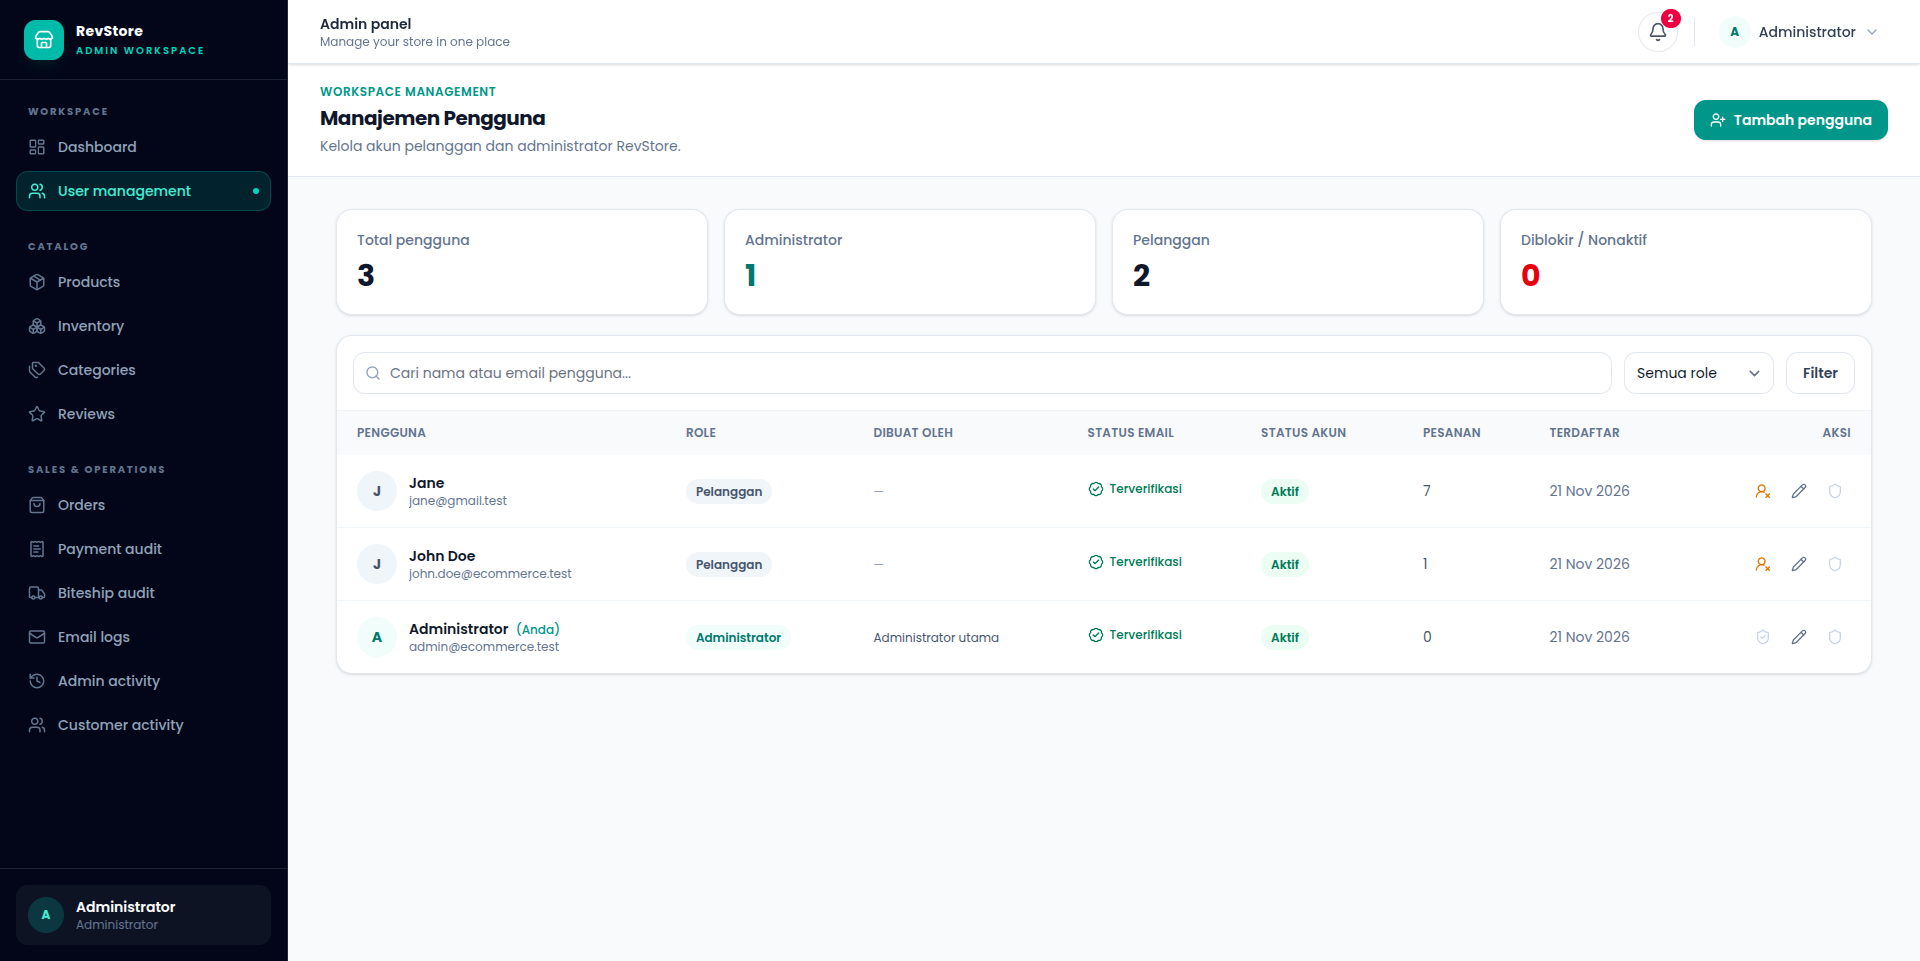 RevStore
ADMIN WORKSPACE
WORKSPACE
Dashboard
User management
CATALOG
Products
Inventory
Categories
Reviews
SALES & OPERATIONS
Orders
Payment audit
Biteship audit
Email logs
Admin activity
Customer activity
A
Administrator
Administrator
Admin panel
Manage your store in one place
2
A Administrator
WORKSPACE MANAGEMENT
Manajemen Pengguna
Kelola akun pelanggan dan administrator RevStore.
Tambah pengguna
Total pengguna
3
Administrator
1
Pelanggan
2
Diblokir / Nonaktif
0
Cari nama atau email pengguna...
Semua role
Filter
PENGGUNA ROLE DIBUAT OLEH STATUS EMAIL STATUS AKUN PESANAN TERDAFTAR AKSI
J Jane Pelanggan — Terverifikasi Aktif 7 21 Nov 2026
jane@gmail.test
J John Doe Pelanggan — Terverifikasi Aktif 1 21 Nov 2026
john.doe@ecommerce.test
A Administrator (Anda) Administrator Administrator utama Terverifikasi Aktif 0 21 Nov 2026
admin@ecommerce.test